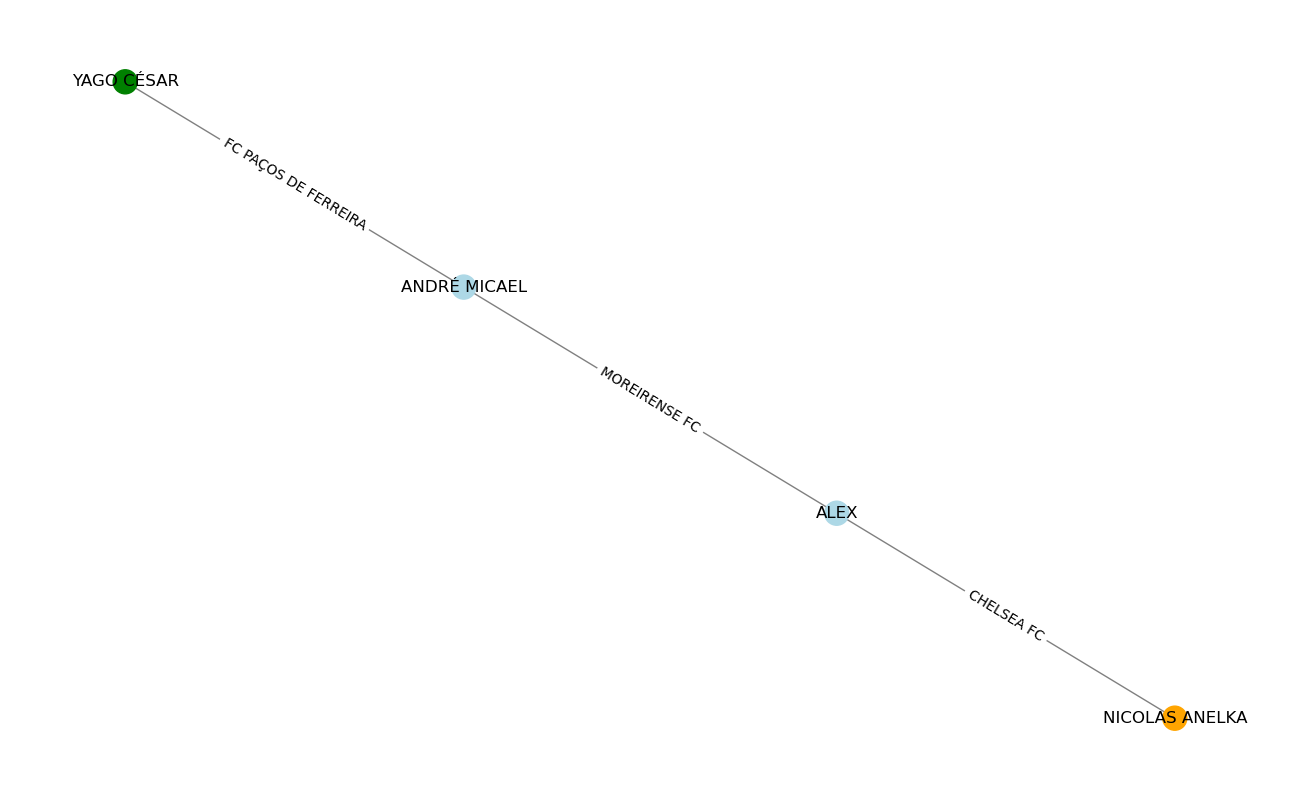 YAGO CÉSAR
FC PAÇOS DE FERREIRA
ANDRÉ MICAEL
MOREIRENSE FC
ALEX
CHELSEA FC
NICOLAS ANELKA